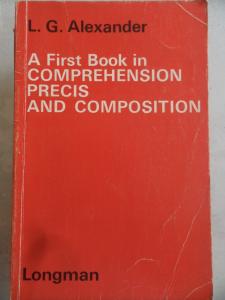 L. G. Alexander
A First Book in
COMPREHENSION
PRECIS
AND COMPOSITION
Longman